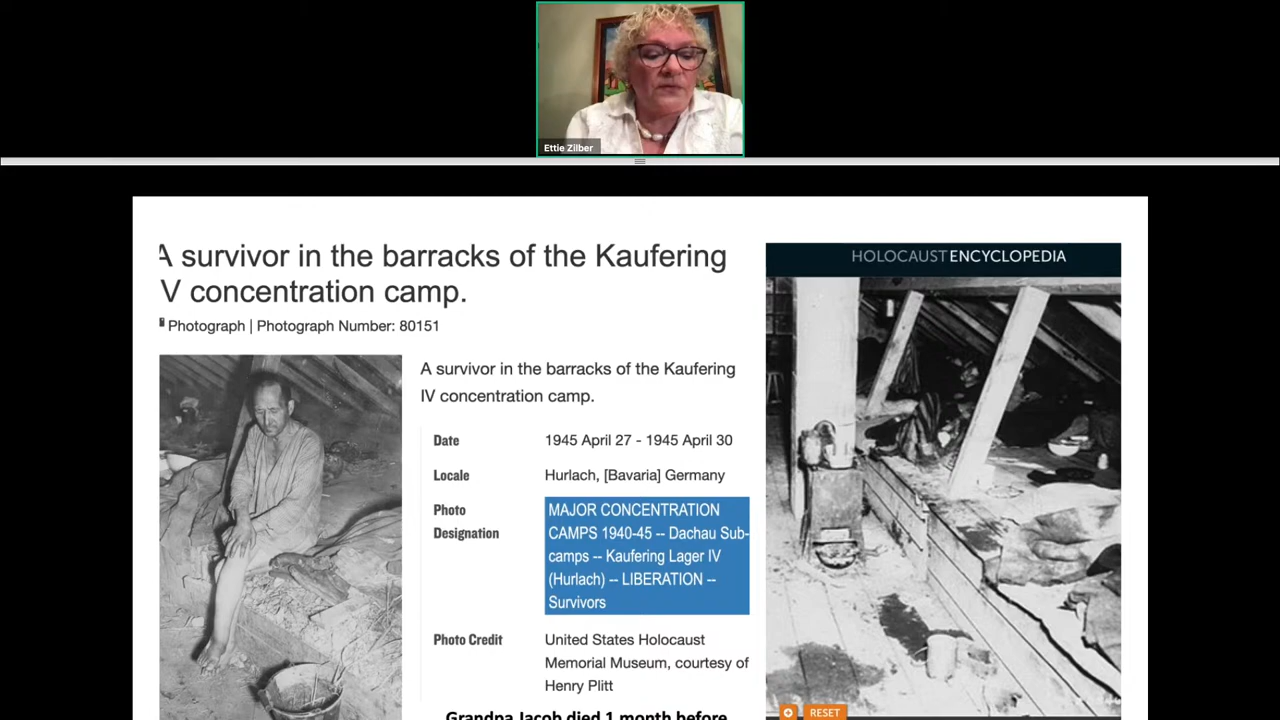 Ettie Zilber
A survivor in the barracks of the Kaufering
V concentration camp.
Photograph | Photograph Number: 80151
A survivor in the barracks of the Kaufering
IV concentration camp.
Date 1945 April 27 - 1945 April 30
Locale Hurlach, [Bavaria] Germany
Photo Designation
MAJOR CONCENTRATION
CAMPS 1940-45 -- Dachau Sub-
camps -- Kaufering Lager IV
(Hurlach) -- LIBERATION --
Survivors
Photo Credit United States Holocaust
Memorial Museum, courtesy of
Henry Plitt
Grandpa Jacob died 1 month before
HOLOCAUST ENCYCLOPEDIA
RESET